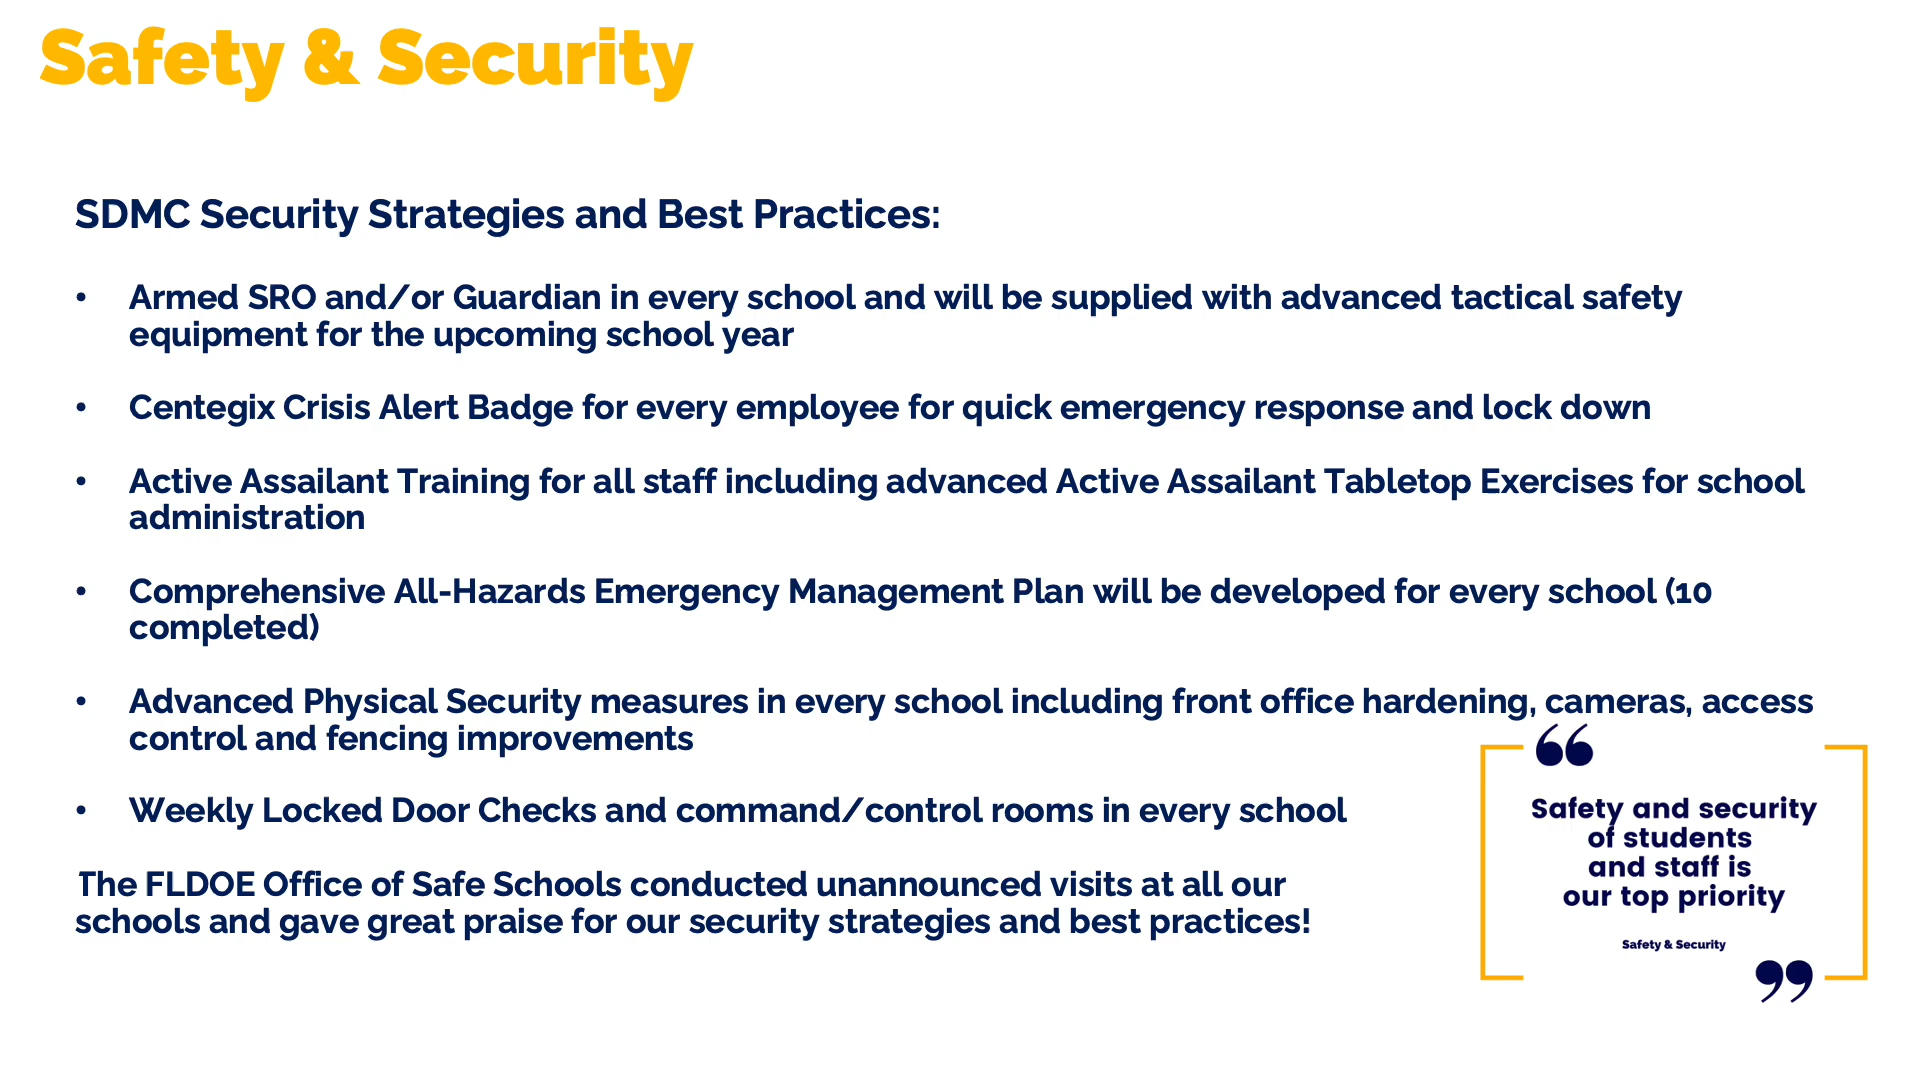 Safety & Security
SDMC Security Strategies and Best Practices:
• Armed SRO and/or Guardian in every school and will be supplied with advanced tactical safety
equipment for the upcoming school year
• Centegix Crisis Alert Badge for every employee for quick emergency response and lock down
• Active Assailant Training for all staff including advanced Active Assailant Tabletop Exercises for school
administration
• Comprehensive All-Hazards Emergency Management Plan will be developed for every school (10
completed)
• Advanced Physical Security measures in every school including front office hardening, cameras, access
control and fencing improvements
• Weekly Locked Door Checks and command/control rooms in every school
The FLDOE Office of Safe Schools conducted unannounced visits at all our
schools and gave great praise for our security strategies and best practices!
“
Safety and security
of students
and staff is
our top priority
Safety & Security
”